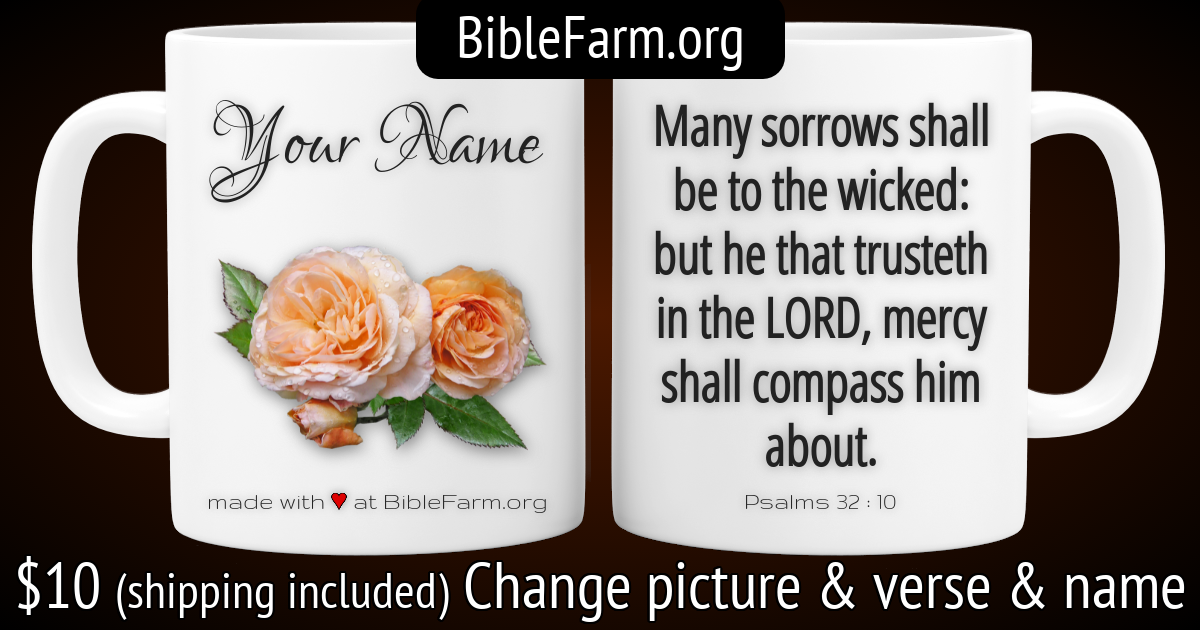 BibleFarm.org
Your Name
made with ♥ at BibleFarm.org
Many sorrows shall
be to the wicked:
but he that trusteth
in the LORD, mercy
shall compass him
about.
Psalms 32 : 10
$10 (shipping included) Change picture & verse & name